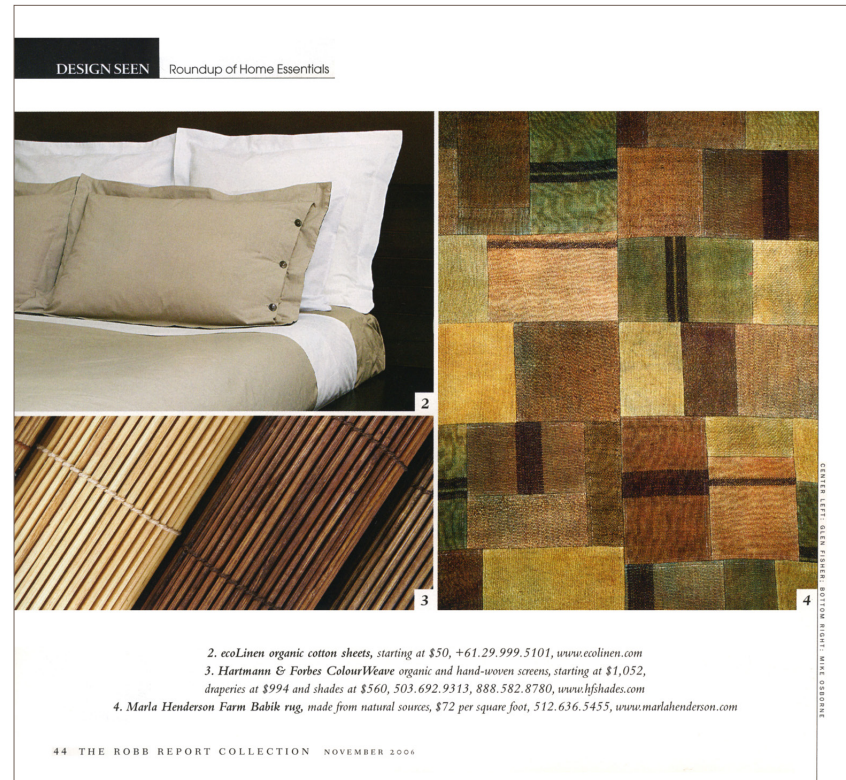 DESIGN SEEN Roundup of Home Essentials
2
3
4
CENTER LEFT: GLEN FISHER; BOTTOM RIGHT: MIKE OSBORNE
2. ecoLinen organic cotton sheets, starting at $50, +61.29.999.5101, www.ecolinen.com
3. Hartmann & Forbes ColourWeave organic and hand-woven screens, starting at $1,052,
draperies at $994 and shades at $560, 503.692.9313, 888.582.8780, www.hfshades.com
4. Marla Henderson Farm Babik rug, made from natural sources, $72 per square foot, 512.636.5455, www.marlahenderson.com
44 THE ROBB REPORT COLLECTION NOVEMBER 2006